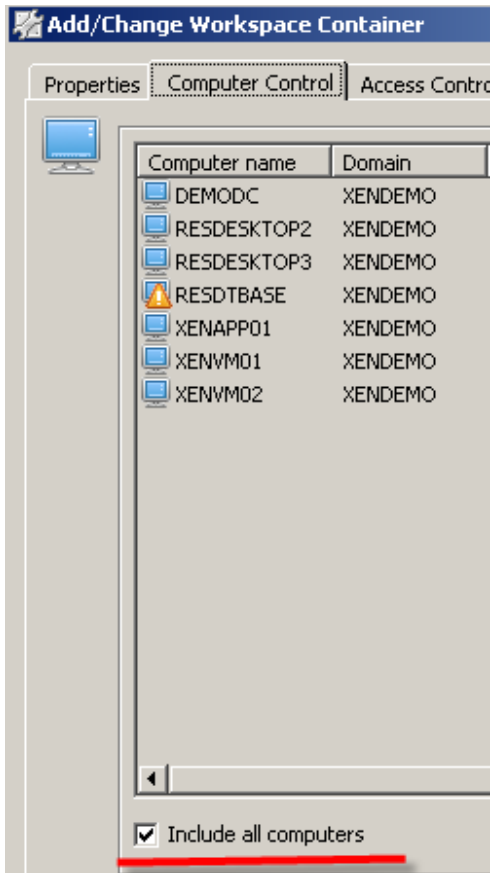 Add/Change Workspace Container
Properties Computer Control Access Contro
Computer name Domain
DEMODC XENDEMO
RESDESKTOP2 XENDEMO
RESDESKTOP3 XENDEMO
RESDTBASE XENDEMO
XENAPP01 XENDEMO
XENVM01 XENDEMO
XENVM02 XENDEMO
Include all computers